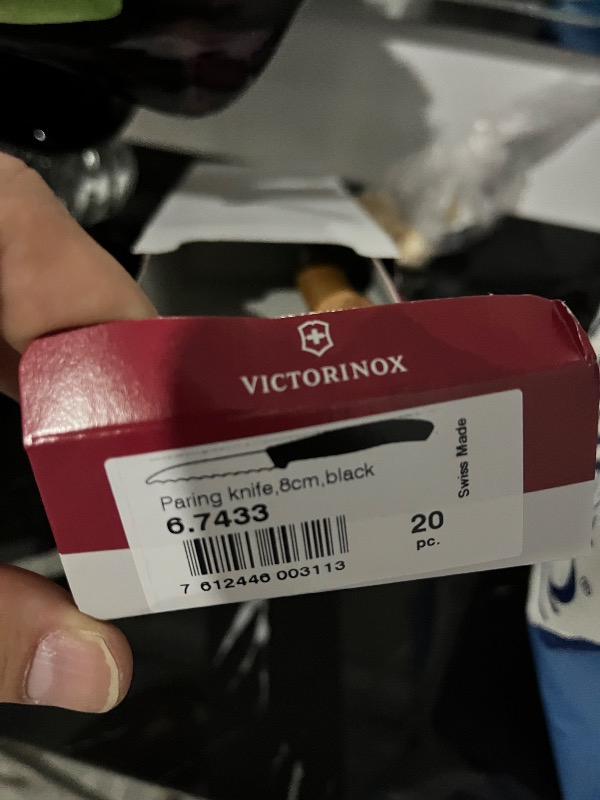 VICTORINOX
Paring knife,8cm,black
6.7433
7 612446 003113
20
pc.
Swiss Made